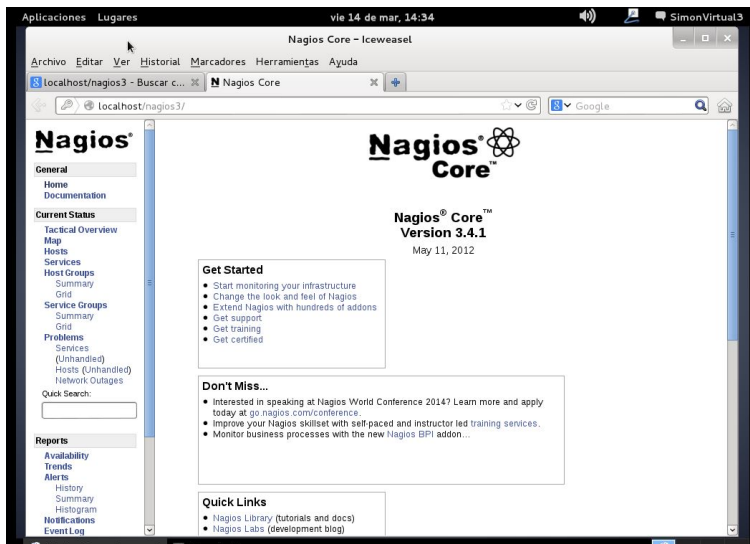 Aplicaciones Lugares
vie 14 de mar, 14:34
SimonVirtual3
Nagios Core - Iceweasel
Archivo Editar Ver Historial Marcadores Herramientas Ayuda
localhost/nagios3 - Buscar c...
N Nagios Core
localhost/nagios3/
Google
Nagios®
General
Home
Documentation
Current Status
Tactical Overview
Map
Hosts
Services
Host Groups
Summary
Grid
Service Groups
Summary
Grid
Problems
Services
(Unhandled)
Hosts (Unhandled)
Network Outages
Quick Search:
Reports
Availability
Trends
Alerts
History
Summary
Histogram
Notifications
Event Log
Nagios®
Core™
Nagios® Core™
Version 3.4.1
May 11, 2012
Get Started
• Start monitoring your infrastructure
• Change the look and feel of Nagios
• Extend Nagios with hundreds of addons
• Get support
• Get training
• Get certified
Don't Miss...
• Interested in speaking at Nagios World Conference 2014? Learn more and apply
today at go.nagios.com/conference.
• Improve your Nagios skillset with self-paced and instructor led training services.
• Monitor business processes with the new Nagios BPI addon...
Quick Links
• Nagios Library (tutorials and docs)
• Nagios Labs (development blog)